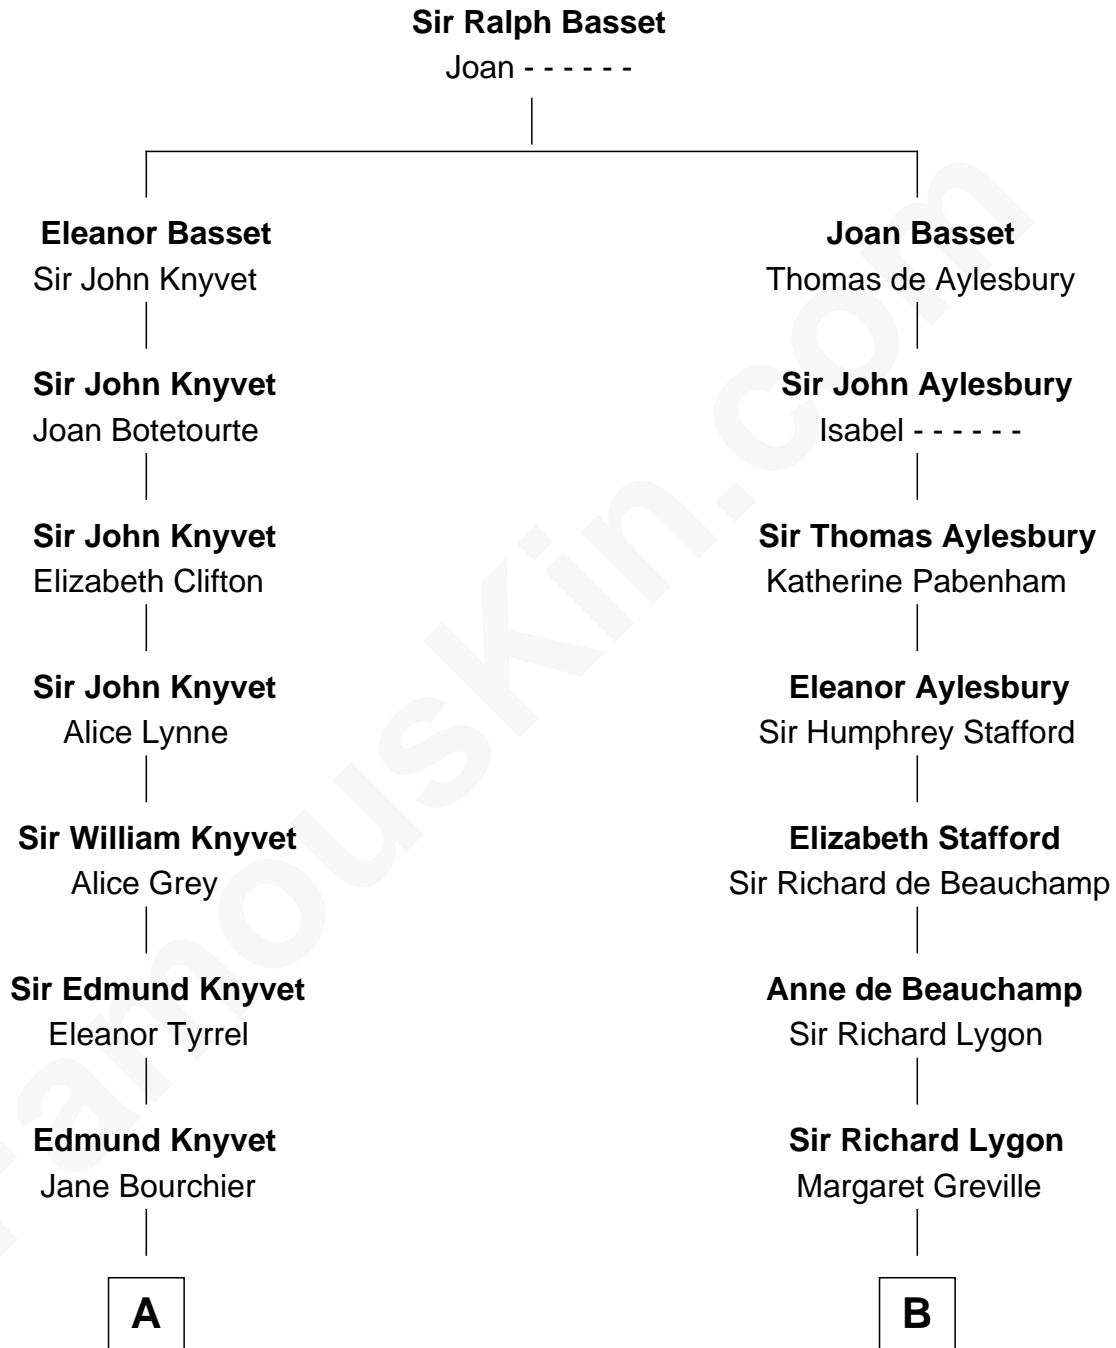 Sir Ralph Basset
Joan - - - - - -
Eleanor Basset
Sir John Knyvet
Joan Basset
Thomas de Aylesbury
Sir John Knyvet
Joan Botetourte
Sir John Aylesbury
Isabel - - - - - -
Sir John Knyvet
Elizabeth Clifton
Sir Thomas Aylesbury
Katherine Pabenham
Sir John Knyvet
Alice Lynne
Eleanor Aylesbury
Sir Humphrey Stafford
Sir William Knyvet
Alice Grey
Elizabeth Stafford
Sir Richard de Beauchamp
Sir Edmund Knyvet
Eleanor Tyrrel
Anne de Beauchamp
Sir Richard Lygon
Edmund Knyvet
Jane Bourchier
Sir Richard Lygon
Margaret Greville
A
B
FamousKin.com